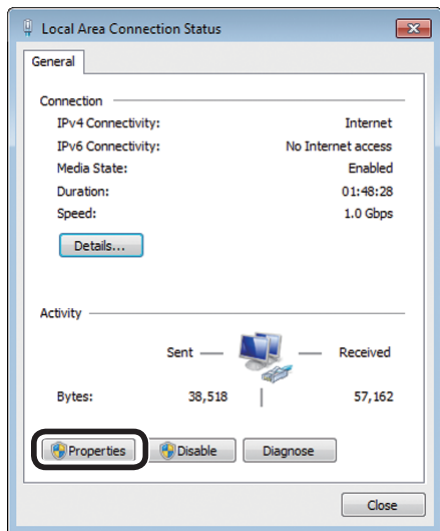 Local Area Connection Status
General
Connection
IPv4 Connectivity: Internet
IPv6 Connectivity: No Internet access
Media State: Enabled
Duration: 01:48:28
Speed: 1.0 Gbps
Details...
Activity
Sent Received
Bytes: 38,518 57,162
Properties Disable Diagnose
Close